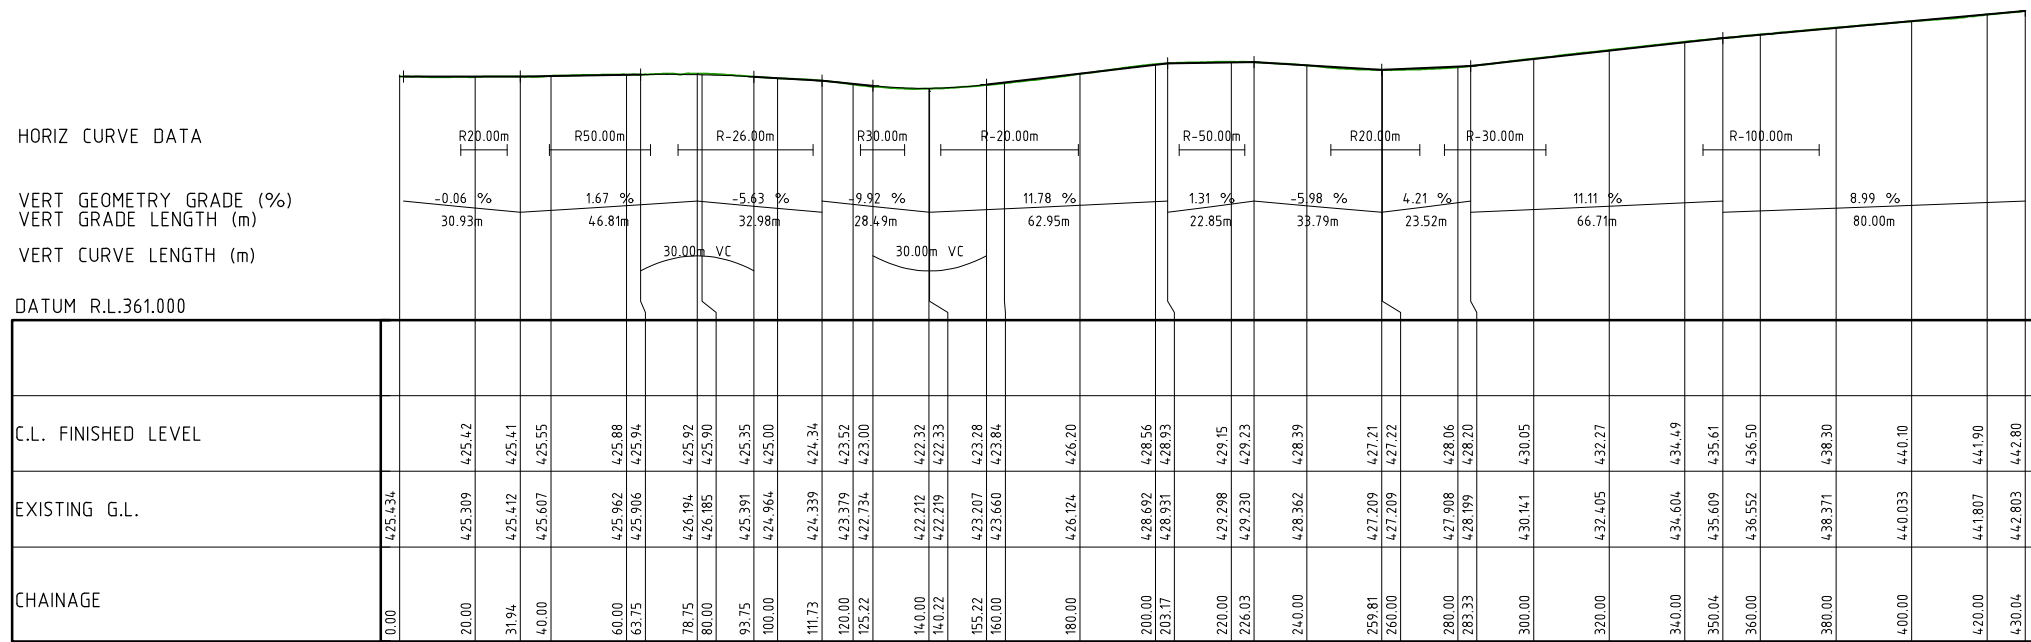 HORIZ CURVE DATA R20.00m R50.00m R-26.00m R30.00m R-20.00m R-50.00m R20.00m R-30.00m R-100.00m
VERT GEOMETRY GRADE (%) -0.06 % 1.67 % -5.63 % -9.92 % 11.78 % 1.31 % -5.98 % 4.21 % 11.11 % 8.99 %
VERT GRADE LENGTH (m) 30.93m 46.81m 32.98m 28.49m 62.95m 22.85m 33.79m 23.52m 66.71m 80.00m
VERT CURVE LENGTH (m) 30.00m VC 30.00m VC
DATUM R.L.361.000
C.L. FINISHED LEVEL 425.42 425.41 425.55 425.88 425.94 425.92 425.90 425.35 425.00 424.34 423.52 423.00 422.32 422.33 423.28 423.84 426.20 428.56 428.93 429.15 429.23 428.39 427.21 427.22 428.06 428.20 430.05 432.27 434.49 435.61 436.50 438.30 440.10 441.90 442.80
EXISTING G.L. 425.434 425.309 425.412 425.607 425.962 425.906 426.194 426.185 425.391 424.964 424.339 423.379 422.734 422.212 422.219 423.207 423.660 426.124 428.692 428.931 429.298 429.230 428.362 427.209 427.209 427.908 428.199 430.141 432.405 434.604 435.609 436.552 438.371 440.033 441.807 442.803
CHAINAGE 0.00 20.00 31.94 40.00 60.00 63.75 78.75 80.00 93.75 100.00 111.73 120.00 125.22 140.00 140.22 155.22 160.00 180.00 200.00 203.17 220.00 226.03 240.00 259.81 260.00 280.00 283.33 300.00 320.00 340.00 350.04 360.00 380.00 400.00 420.00 430.04